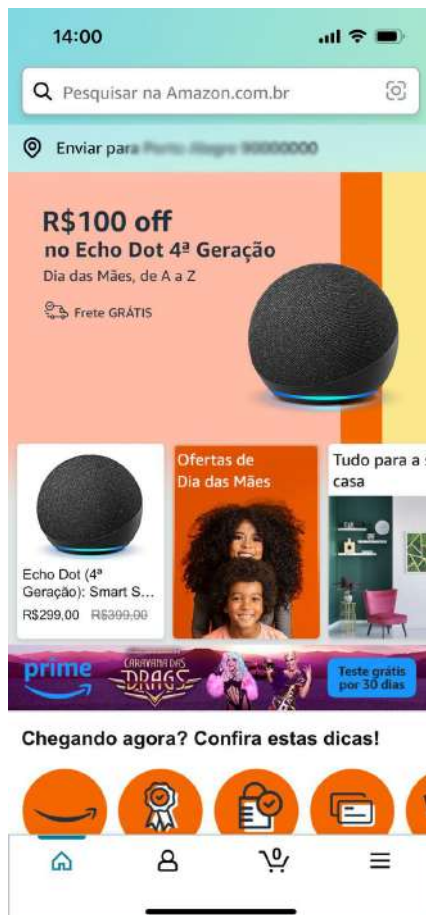 14:00
Pesquisar na Amazon.com.br
Enviar para
R$100 off
no Echo Dot 4ª Geração
Dia das Mães, de A a Z
Frete GRÁTIS
Ofertas de
Dia das Mães
Tudo para a s
casa
Echo Dot (4ª
Geração): Smart S...
R$299,00 R$399,00
prime
CARAVANA DAS
DRAGS
Teste grátis
por 30 dias
Chegando agora? Confira estas dicas!
0